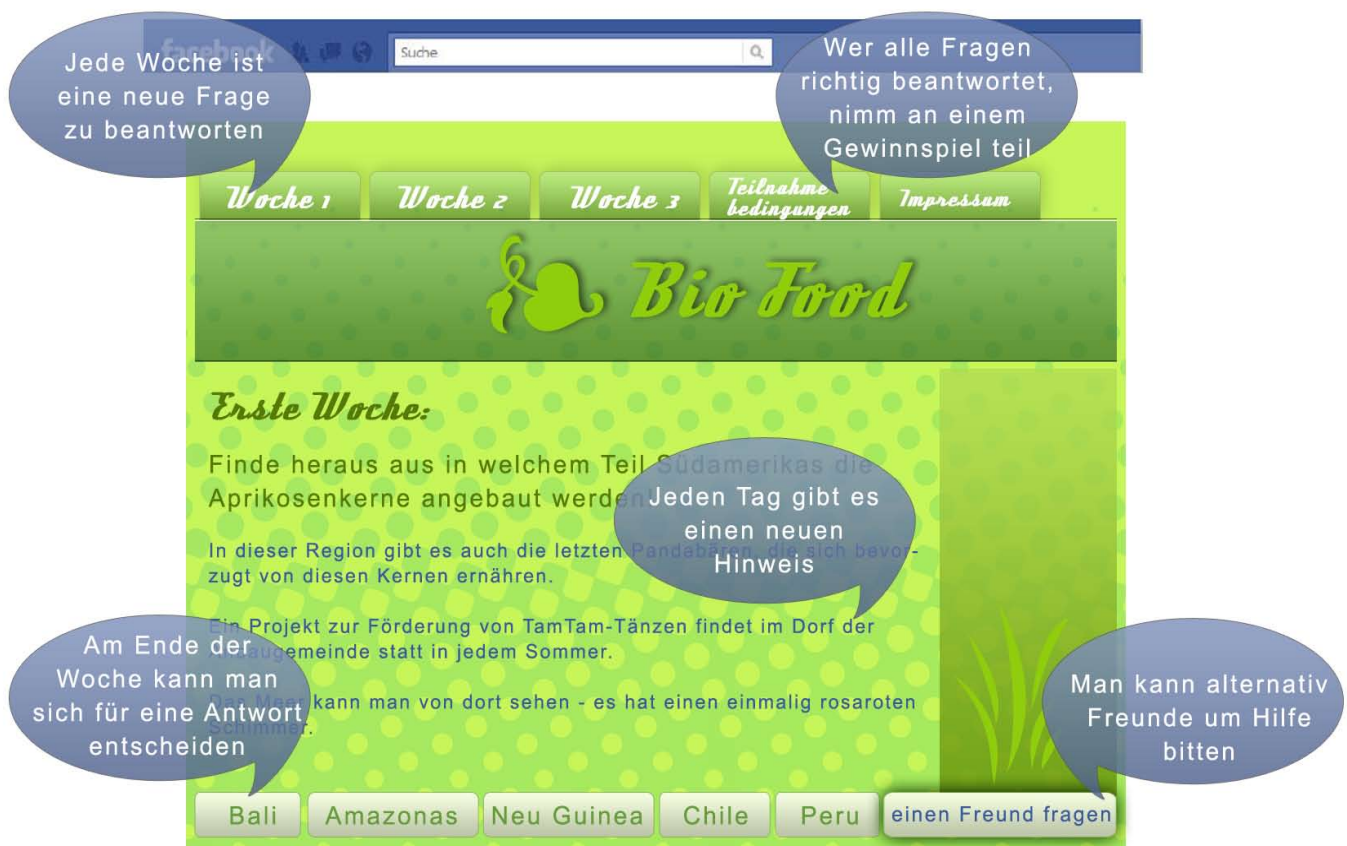 facebook
Suche
Jede Woche ist
eine neue Frage
zu beantworten
Wer alle Fragen
richtig beantwortet,
nimm an einem
Gewinnspiel teil
Woche 1
Woche 2
Woche 3
Teilnahme
bedingungen
Impressum
Bio Food
Erste Woche:
Finde heraus aus in welchem Teil Südamerikas die
Aprikosenkerne angebaut werden!
Jeden Tag gibt es
einen neuen
Hinweis
In dieser Region gibt es auch die letzten Pandabären, die sich bevor-
zugt von diesen Kernen ernähren.
Ein Projekt zur Förderung von TamTam-Tänzen findet im Dorf der
statt in jedem Sommer.
Das Meer kann man von dort sehen - es hat einen einmalig rosaroten
Schimmer.
Am Ende der
Woche kann man
sich für eine Antwort
entscheiden
Man kann alternativ
Freunde um Hilfe
bitten
Bali
Amazonas
Neu Guinea
Chile
Peru
einen Freund fragen